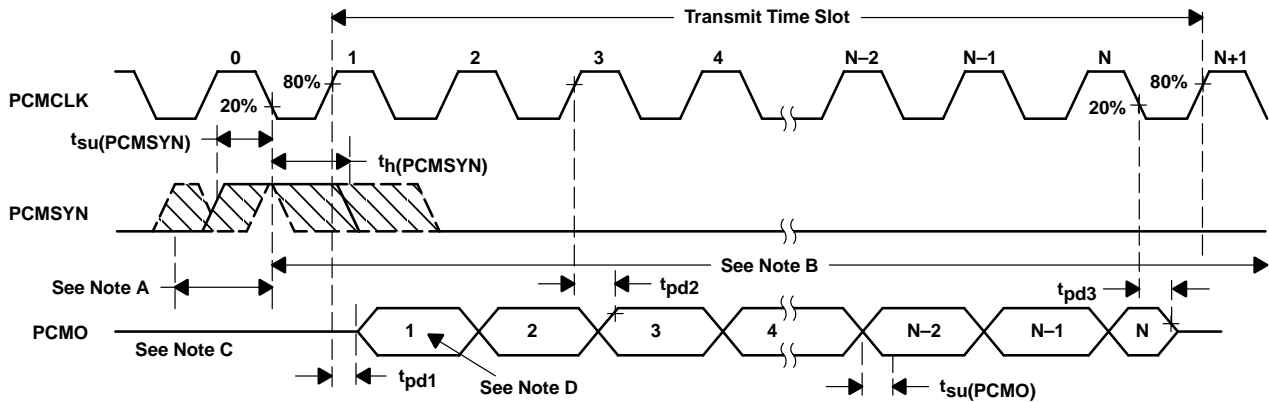 Transmit Time Slot
0 1 2 3 4 N–2 N–1 N N+1
PCMCLK
80%
20%
80%
20%
tsu(PCMSYN)
th(PCMSYN)
PCMSYN
See Note A
See Note B
tpd2
tpd3
PCMO
1 2 3 4 N–2 N–1 N
See Note C
tpd1
See Note D
tsu(PCMO)